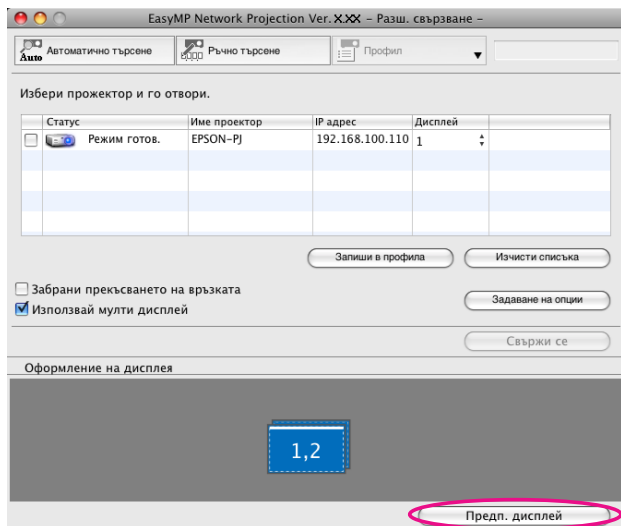 EasyMP Network Projection Ver. X.XX – Разш. свързване –
Auto Автоматично търсене Ръчно търсене Профил
Избери прожектор и го отвори.
Статус Име проектор IP адрес Дисплей
Режим готов. EPSON-PJ 192.168.100.110 1
Запиши в профила Изчисти списъка
Забрани прекъсването на връзката
Използвай мулти дисплей Задаване на опции
Свържи се
Оформление на дисплея
1,2
Предп. дисплей